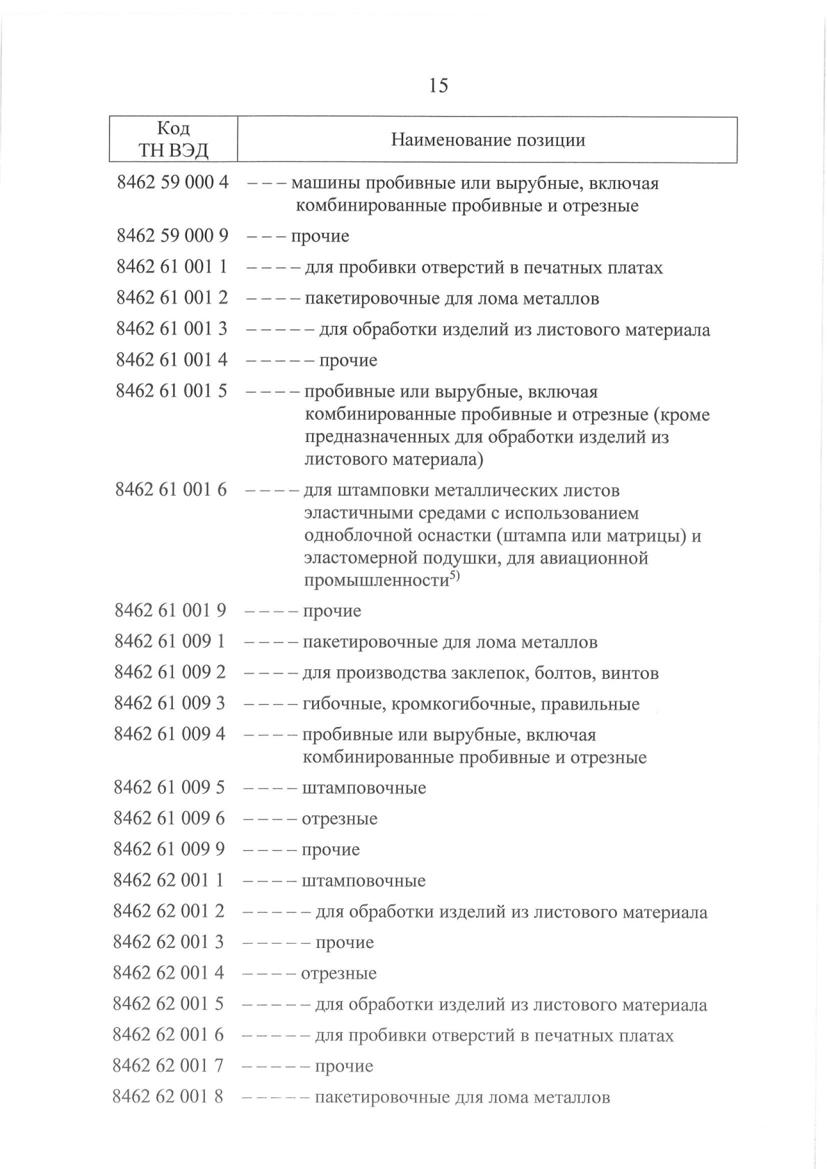 15
Код
ТН ВЭД
Наименование позиции
8462 59 000 4 – – – машины пробивные или вырубные, включая
комбинированные пробивные и отрезные
8462 59 000 9 – – – прочие
8462 61 001 1 – – – – для пробивки отверстий в печатных платах
8462 61 001 2 – – – – пакетировочные для лома металлов
8462 61 001 3 – – – – – для обработки изделий из листового материала
8462 61 001 4 – – – – – прочие
8462 61 001 5 – – – – пробивные или вырубные, включая
комбинированные пробивные и отрезные (кроме
предназначенных для обработки изделий из
листового материала)
8462 61 001 6 – – – – для штамповки металлических листов
эластичными средами с использованием
одноблочной оснастки (штампа или матрицы) и
эластомерной подушки, для авиационной
промышленности5)
8462 61 001 9 – – – – прочие
8462 61 009 1 – – – – пакетировочные для лома металлов
8462 61 009 2 – – – – для производства заклепок, болтов, винтов
8462 61 009 3 – – – – гибочные, кромкогибочные, правильные
8462 61 009 4 – – – – пробивные или вырубные, включая
комбинированные пробивные и отрезные
8462 61 009 5 – – – – штамповочные
8462 61 009 6 – – – – отрезные
8462 61 009 9 – – – – прочие
8462 62 001 1 – – – – штамповочные
8462 62 001 2 – – – – – для обработки изделий из листового материала
8462 62 001 3 – – – – – прочие
8462 62 001 4 – – – – отрезные
8462 62 001 5 – – – – – для обработки изделий из листового материала
8462 62 001 6 – – – – – для пробивки отверстий в печатных платах
8462 62 001 7 – – – – – прочие
8462 62 001 8 – – – – – пакетировочные для лома металлов